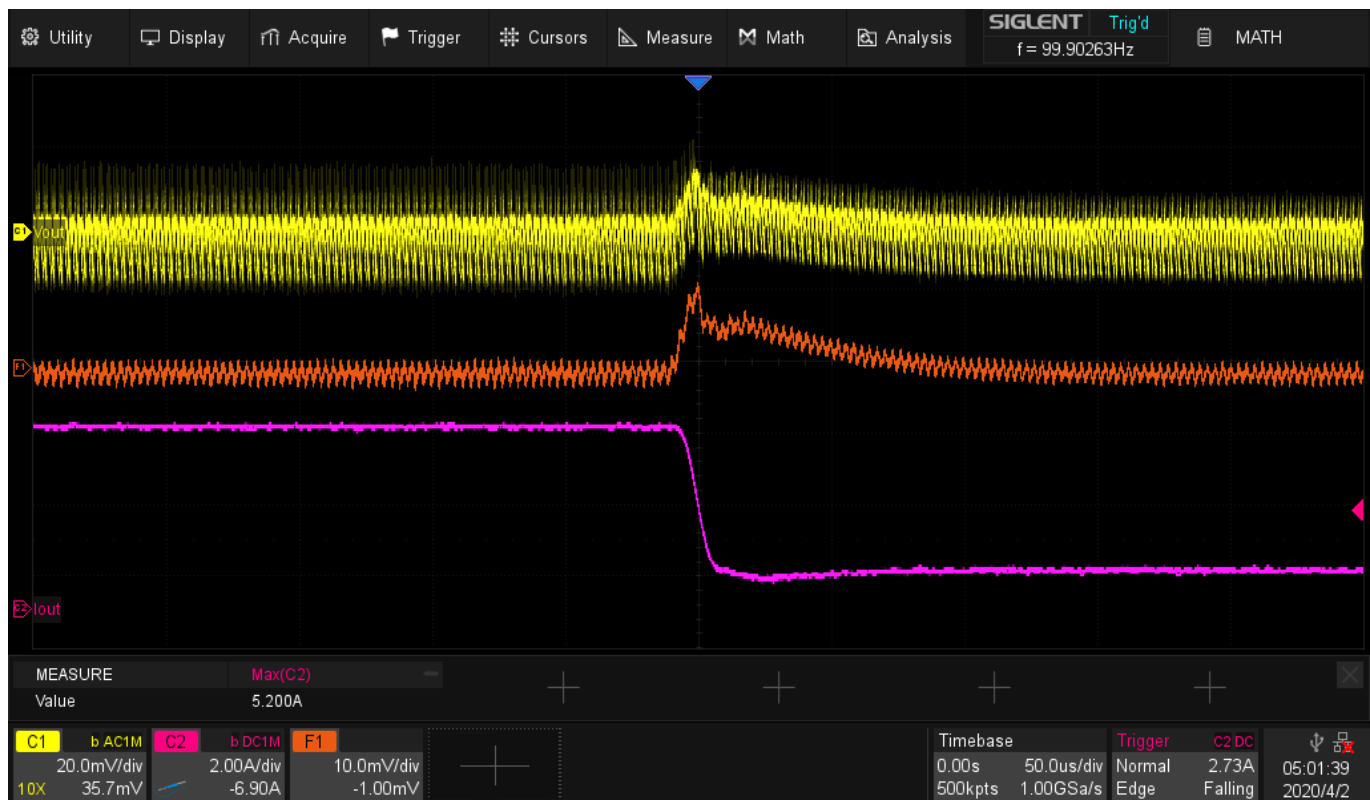 Utility Display Acquire Trigger Cursors Measure Math Analysis SIGLENT Trig'd MATH
f = 99.90263Hz
C1 Vout
F1
C2 Iout
MEASURE Max(C2)
Value 5.200A
C1 b AC1M C2 b DC1M F1 Timebase Trigger C2 DC
20.0mV/div 2.00A/div 10.0mV/div 0.00s 50.0us/div Normal 2.73A 05:01:39
10X 35.7mV -6.90A -1.00mV 500kpts 1.00GSa/s Edge Falling 2020/4/2